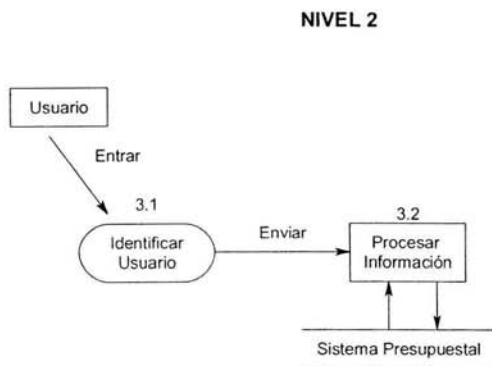 NIVEL 2
Usuario
Entrar
3.1
Identificar
Usuario
Enviar
3.2
Procesar
Información
Sistema Presupuestal